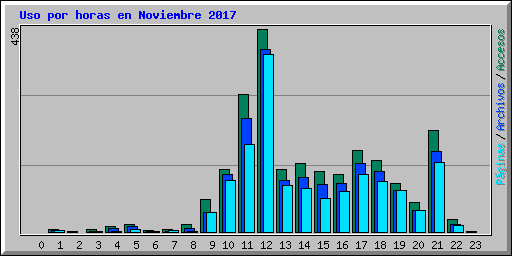 Uso por horas en Noviembre 2017
438
Páginas/Archivos/Accesos
0 1 2 3 4 5 6 7 8 9 10 11 12 13 14 15 16 17 18 19 20 21 22 23